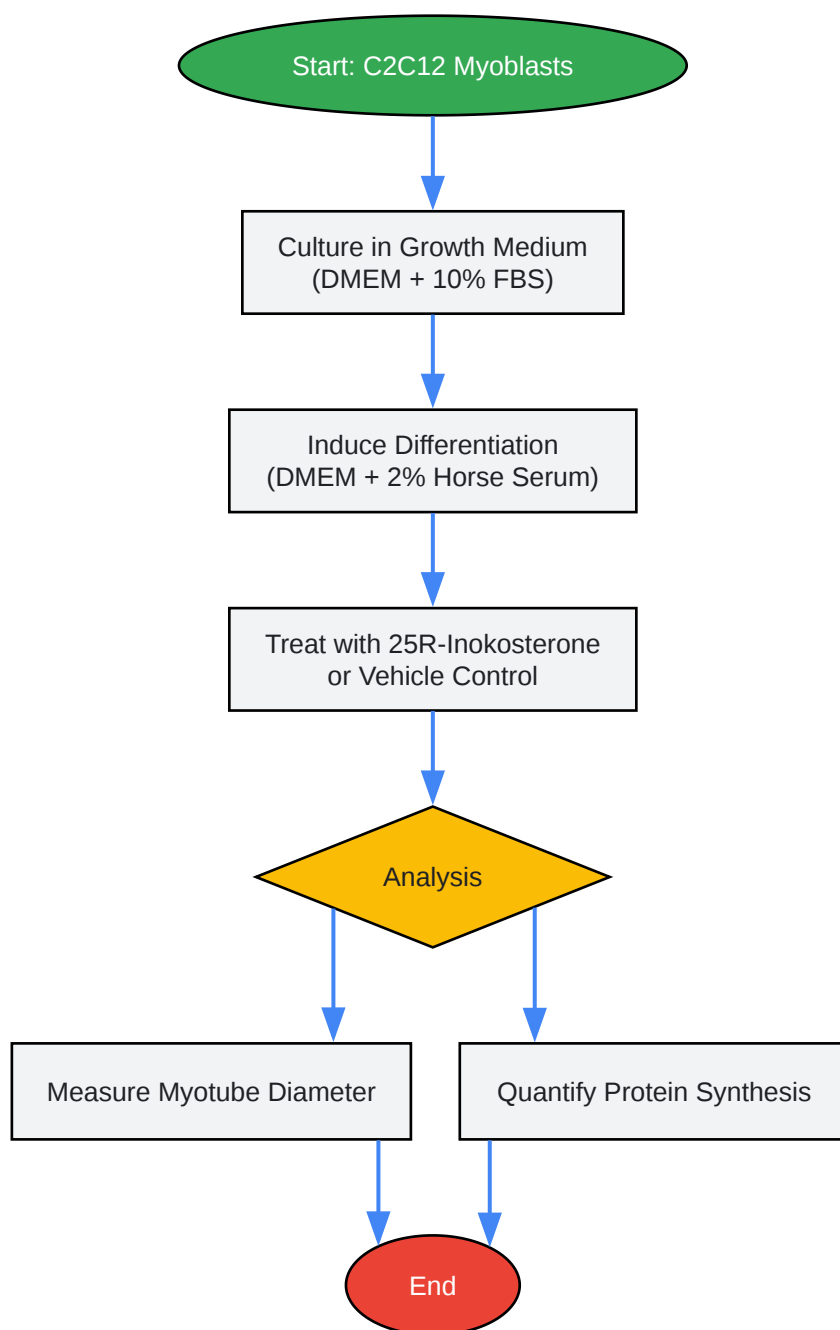 Start: C2C12 Myoblasts
Culture in Growth Medium
(DMEM + 10% FBS)
Induce Differentiation
(DMEM + 2% Horse Serum)
Treat with 25R-Inokosterone
or Vehicle Control
Analysis
Measure Myotube Diameter
Quantify Protein Synthesis
End